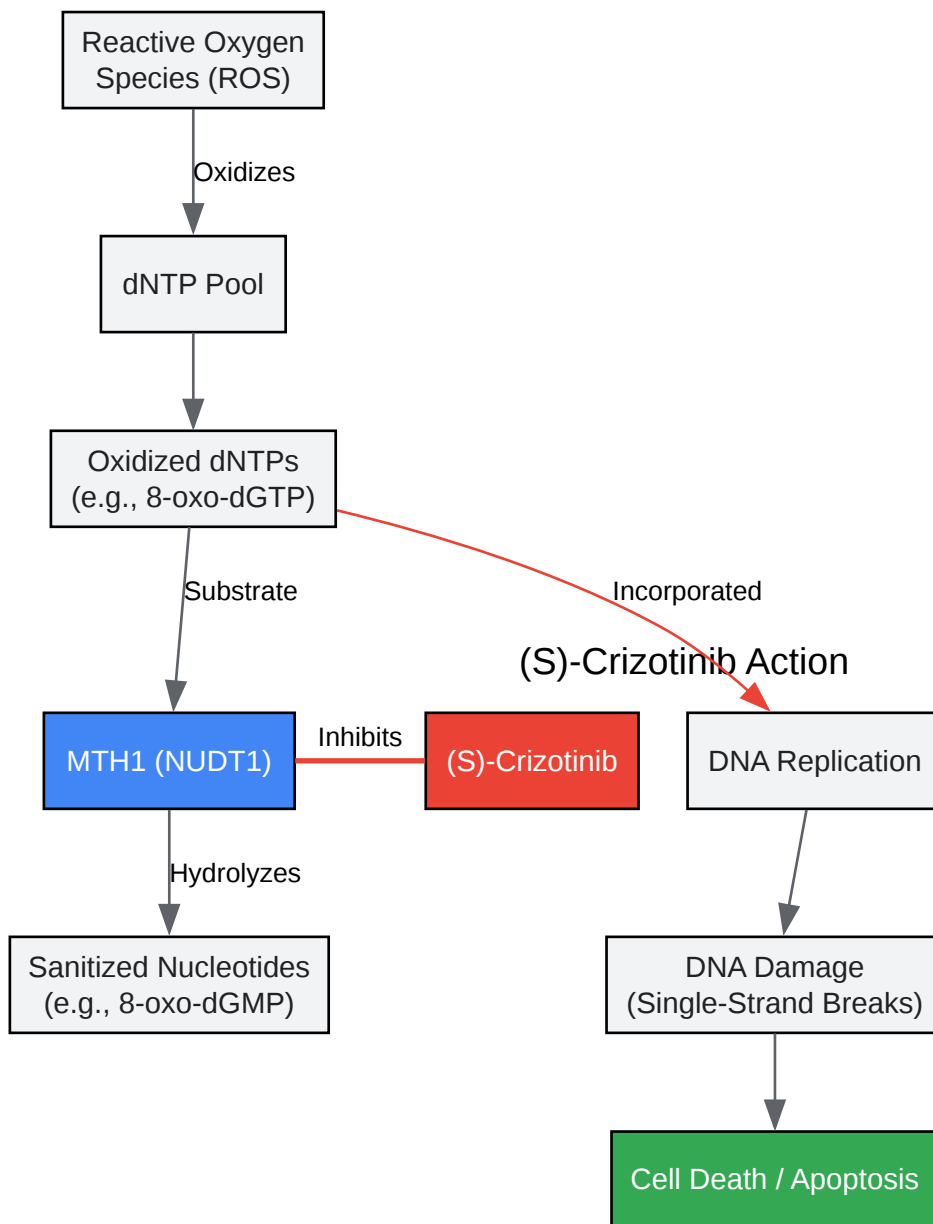 Reactive Oxygen
Species (ROS)
Oxidizes
dNTP Pool
Oxidized dNTPs
(e.g., 8-oxo-dGTP)
Substrate
Incorporated
(S)-Crizotinib Action
MTH1 (NUDT1)
Inhibits
(S)-Crizotinib
DNA Replication
Hydrolyzes
Sanitized Nucleotides
(e.g., 8-oxo-dGMP)
DNA Damage
(Single-Strand Breaks)
Cell Death / Apoptosis